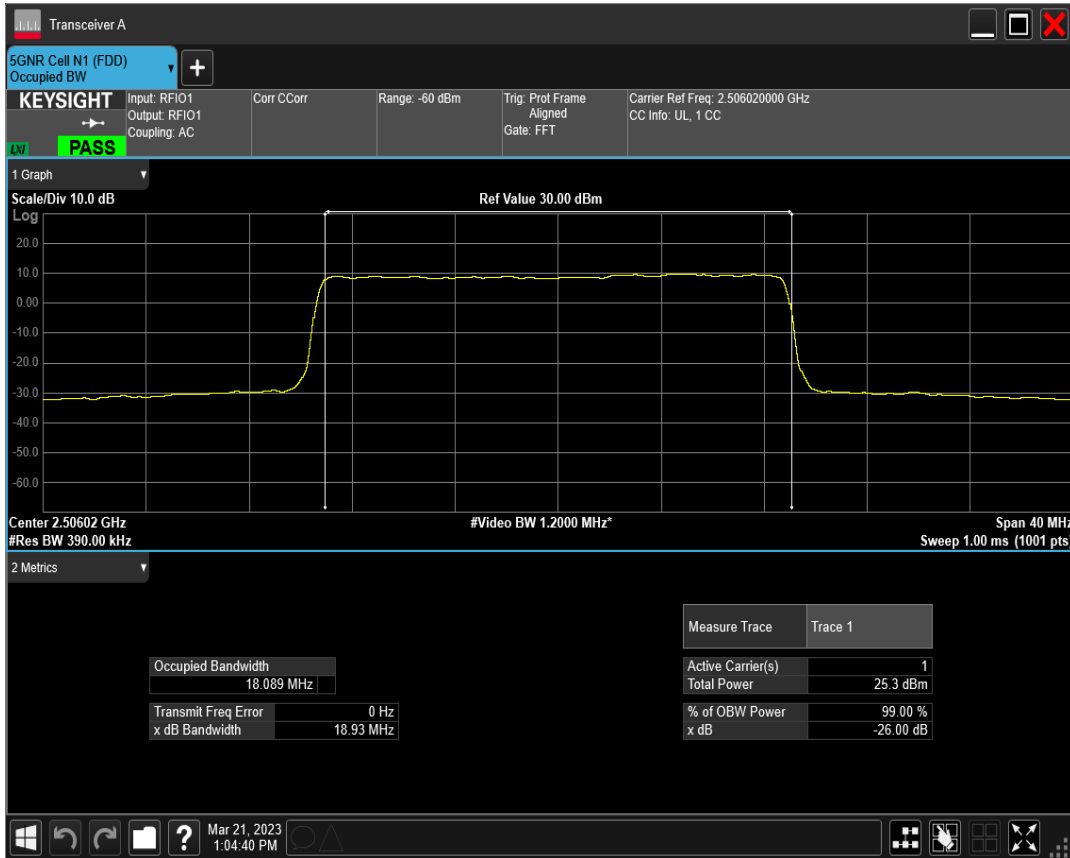 Transceiver A
5GNR Cell N1 (FDD)
Occupied BW
+
KEYSIGHT
LXI
PASS
Input: RFIO1
Output: RFIO1
Coupling: AC
Corr CCorr
Range: -60 dBm
Trig: Prot Frame
Aligned
Gate: FFT
Carrier Ref Freq: 2.506020000 GHz
CC Info: UL, 1 CC
1 Graph
Scale/Div 10.0 dB
Ref Value 30.00 dBm
Log
20.0
10.0
0.00
-10.0
-20.0
-30.0
-40.0
-50.0
-60.0
Center 2.50602 GHz
#Video BW 1.2000 MHz*
Span 40 MHz
#Res BW 390.00 kHz
Sweep 1.00 ms (1001 pts)
2 Metrics
Measure Trace Trace 1
Occupied Bandwidth
18.089 MHz
Transmit Freq Error 0 Hz
x dB Bandwidth 18.93 MHz
Active Carrier(s) 1
Total Power 25.3 dBm
% of OBW Power 99.00 %
x dB -26.00 dB
?
Mar 21, 2023
1:04:40 PM